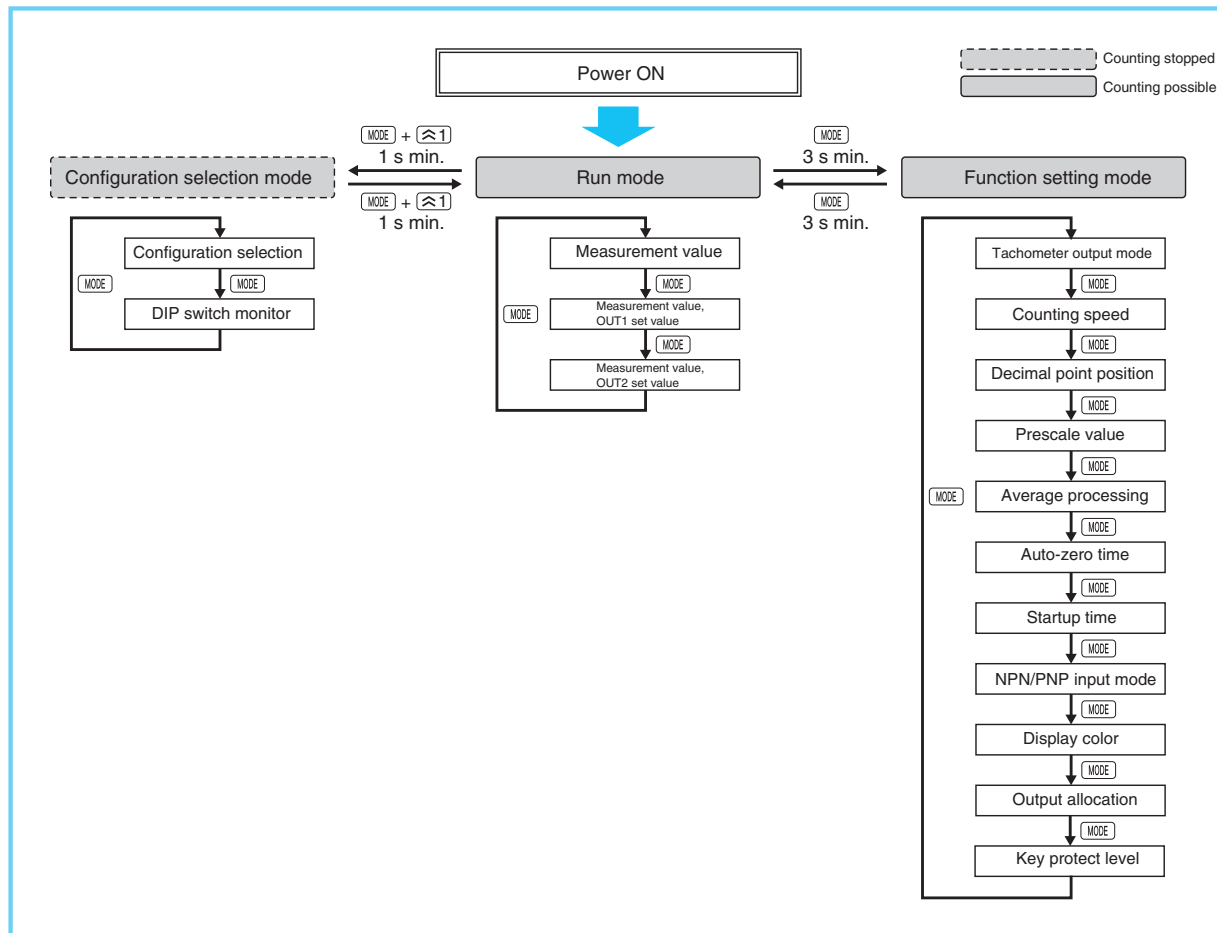 Power ON
Counting stopped
Counting possible
MODE + ︽1
1 s min.
MODE
3 s min.
Configuration selection mode
Run mode
Function setting mode
MODE + ︽1
1 s min.
MODE
3 s min.
Configuration selection
MODE
MODE
DIP switch monitor
Measurement value
MODE
MODE
Measurement value,
OUT1 set value
MODE
Measurement value,
OUT2 set value
Tachometer output mode
MODE
Counting speed
MODE
Decimal point position
MODE
Prescale value
MODE
MODE
Average processing
MODE
Auto-zero time
MODE
Startup time
MODE
NPN/PNP input mode
MODE
Display color
MODE
Output allocation
MODE
Key protect level